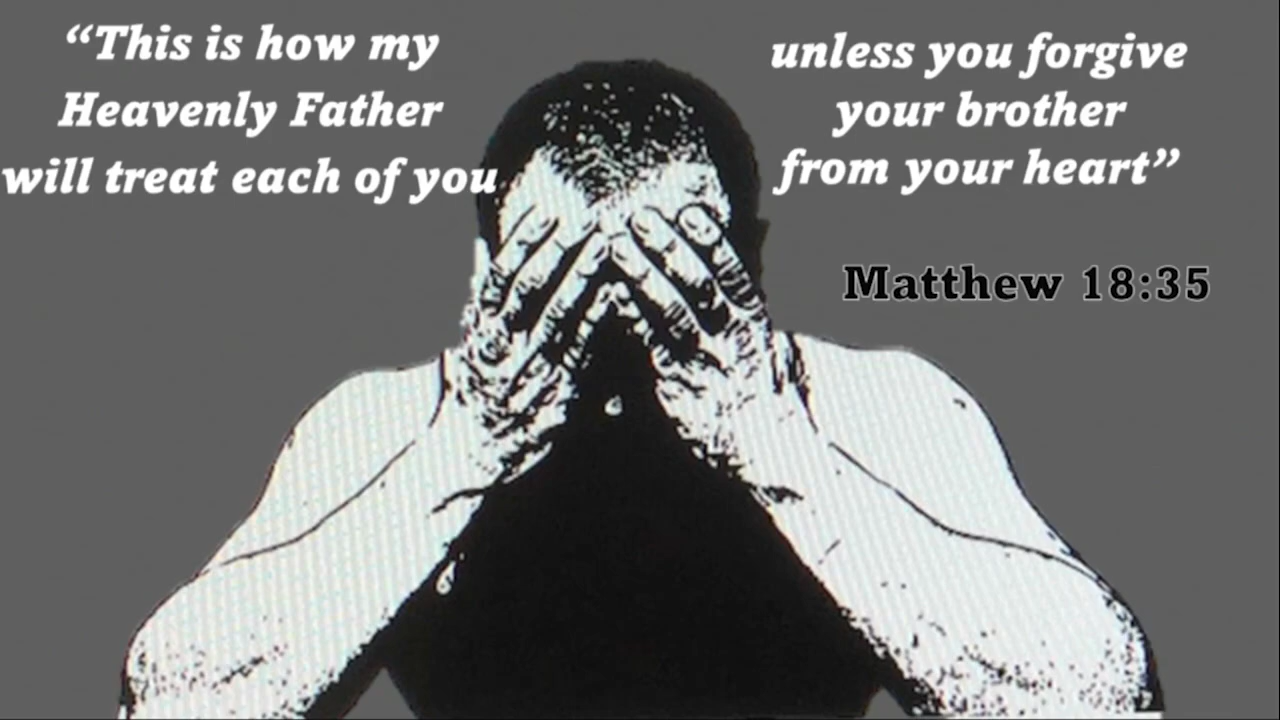 “This is how my
Heavenly Father
will treat each of you
unless you forgive
your brother
from your heart”
Matthew 18:35